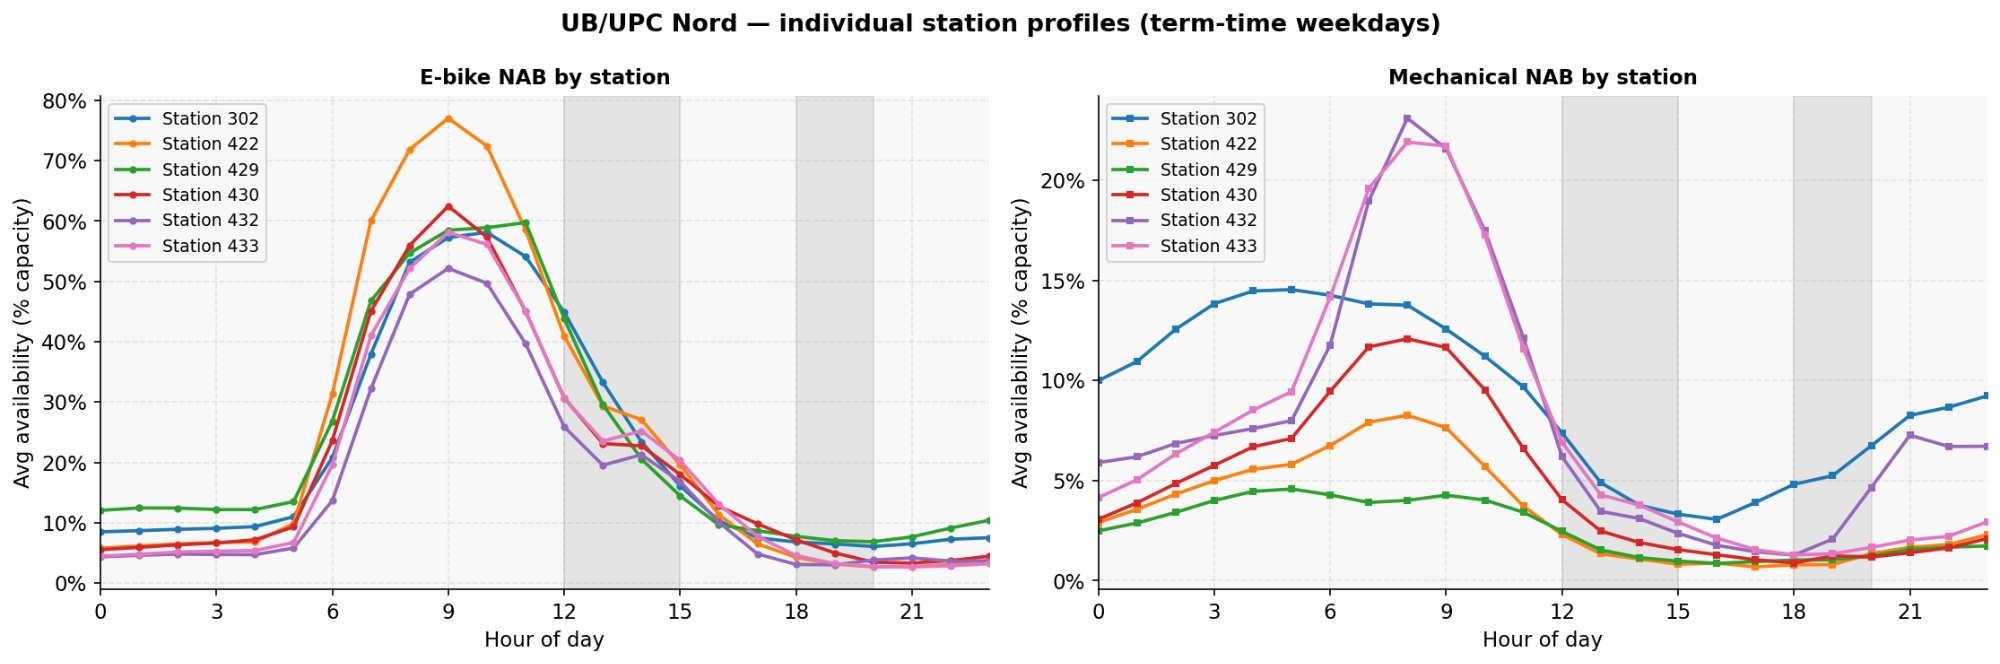 UB/UPC Nord — individual station profiles (term-time weekdays)
E-bike NAB by station
80%
70%
60%
50%
40%
30%
20%
10%
0%
Avg availability (% capacity)
Station 302
Station 422
Station 429
Station 430
Station 432
Station 433
0 3 6 9 12 15 18 21
Hour of day
Mechanical NAB by station
20%
15%
10%
5%
0%
Avg availability (% capacity)
Station 302
Station 422
Station 429
Station 430
Station 432
Station 433
0 3 6 9 12 15 18 21
Hour of day